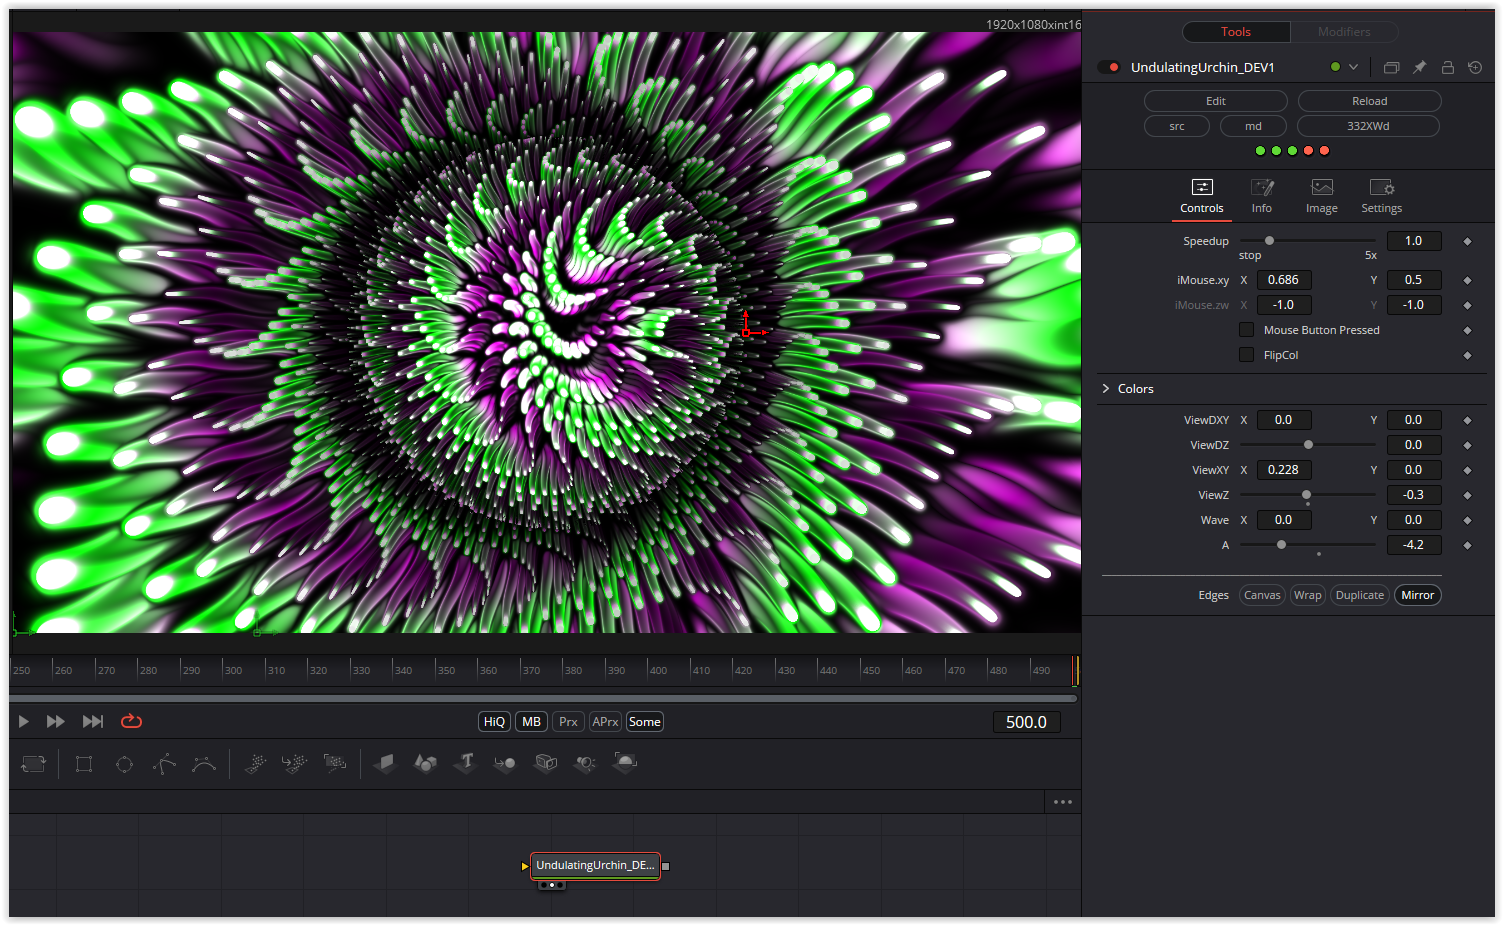 1920x1080xint16
Tools Modifiers
UndulatingUrchin_DEV1
Edit Reload
src md 332XWd
Controls Info Image Settings
Speedup 1.0
stop 5x
iMouse.xy X 0.686 Y 0.5
iMouse.zw X -1.0 Y -1.0
Mouse Button Pressed
FlipCol
Colors
ViewDXY X 0.0 Y 0.0
ViewDZ 0.0
ViewXY X 0.228 Y 0.0
ViewZ -0.3
Wave X 0.0 Y 0.0
A -4.2
Edges Canvas Wrap Duplicate Mirror
250 260 270 280 290 300 310 320 330 340 350 360 370 380 390 400 410 420 430 440 450 460 470 480 490
HiQ MB Prx APrx Some 500.0
UndulatingUrchin_DE...